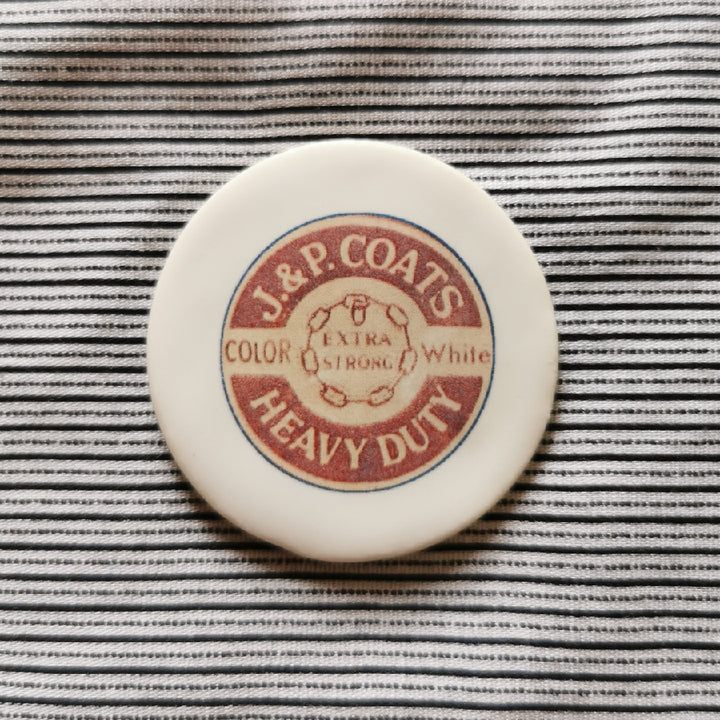 J.&P. COATS
EXTRA
STRONG
COLOR White
HEAVY DUTY